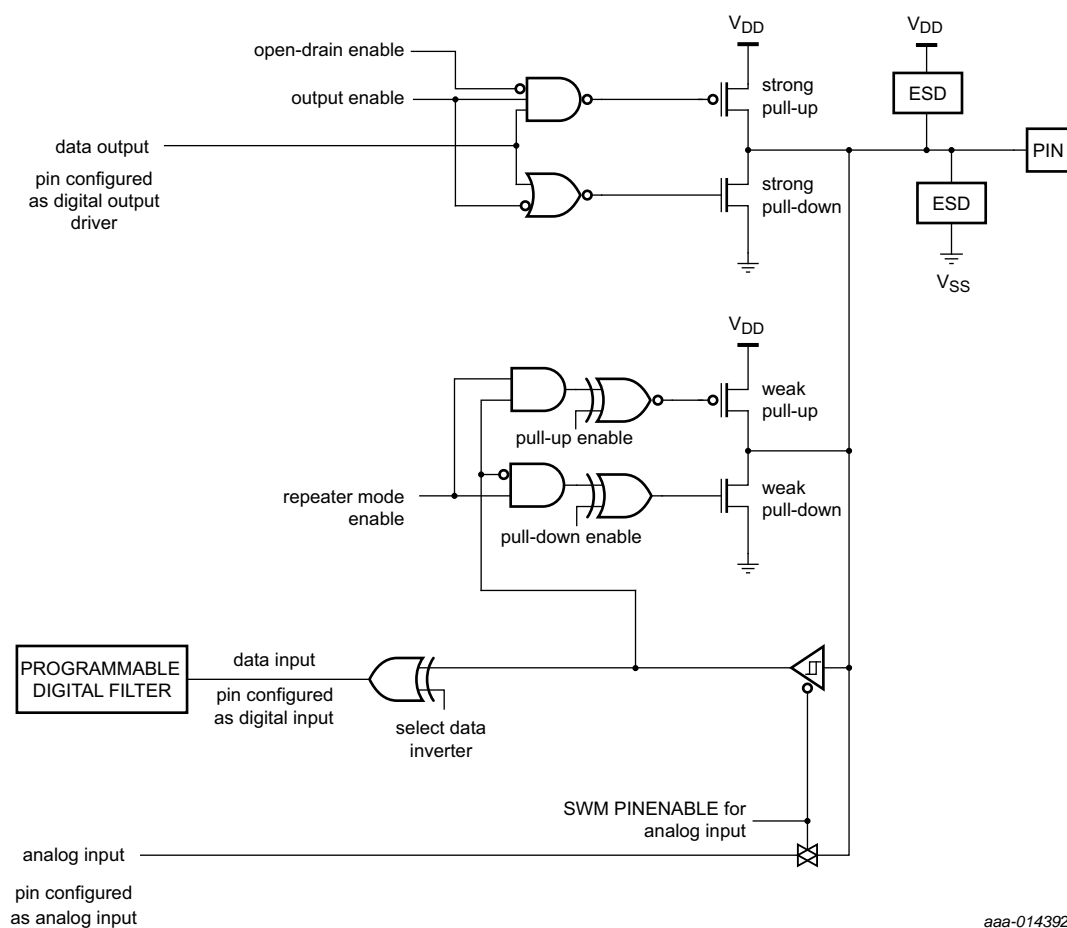 VDD
VDD
open-drain enable
strong
pull-up
ESD
output enable
data output
PIN
pin configured
as digital output
driver
strong
pull-down
ESD
VSS
VDD
weak
pull-up
pull-up enable
repeater mode
enable
weak
pull-down
pull-down enable
PROGRAMMABLE
DIGITAL FILTER
data input
pin configured
as digital input
select data
inverter
SWM PINENABLE for
analog input
analog input
pin configured
as analog input
aaa-014392